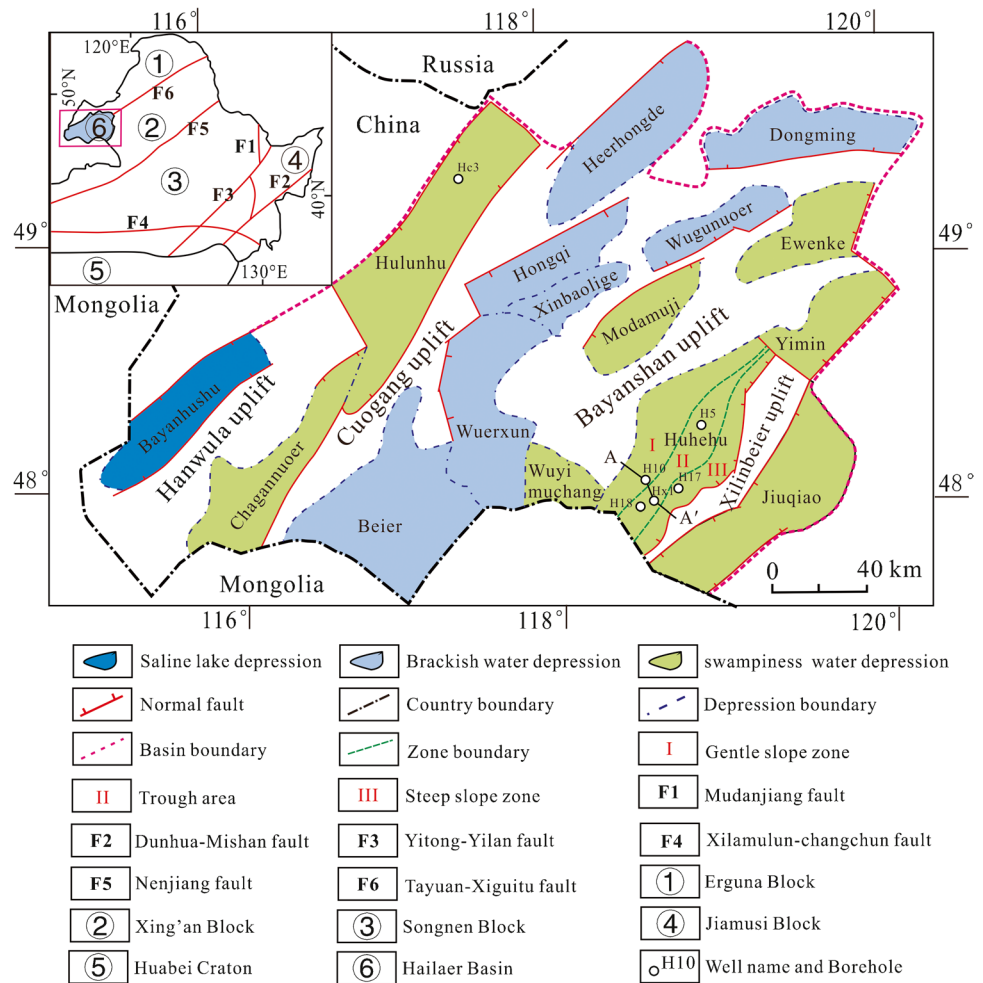 116°
118°
120°
120°E
50°N
①
F6
⑥
②
F5
F1
④
③
F3
F2
40°N
F4
⑤
130°E
Russia
China
Heerhongde
Dongming
Hc3
49°
49°
Wugunuoer
Ewenke
Hulunhu
Hongqi
Xinbaolige
Mongolia
Modamuji
Yimin
Bayanhushu
Hanwula uplift
Cuogang uplift
Bayanshan uplift
H5
Huhehu
I
II
III
Xilinbeier uplift
Wuerxun
Chaganmuoer
Wuyi
muchang
A
H10
H17
Hx1
H18
A′
Jiuqiao
48°
48°
Beier
Mongolia
0
40 km
116°
118°
120°
Saline lake depression
Brackish water depression
swampiness water depression
Normal fault
Country boundary
Depression boundary
Basin boundary
Zone boundary
I Gentle slope zone
II Trough area
III Steep slope zone
F1 Mudanjiang fault
F2 Dunhua-Mishan fault
F3 Yitong-Yilan fault
F4 Xilamulun-changchun fault
F5 Nenjiang fault
F6 Tayuan-Xiguitu fault
① Erguna Block
② Xing'an Block
③ Songnen Block
④ Jiamusi Block
⑤ Huabei Craton
⑥ Hailaer Basin
H10 Well name and Borehole